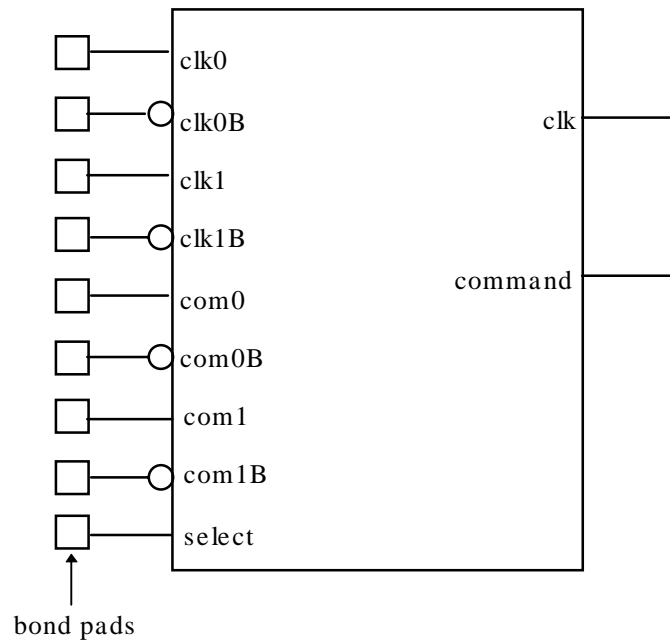 clk0
clk0B
clk1
clk1B
com0
com0B
com1
com1B
select
clk
command
bond pads